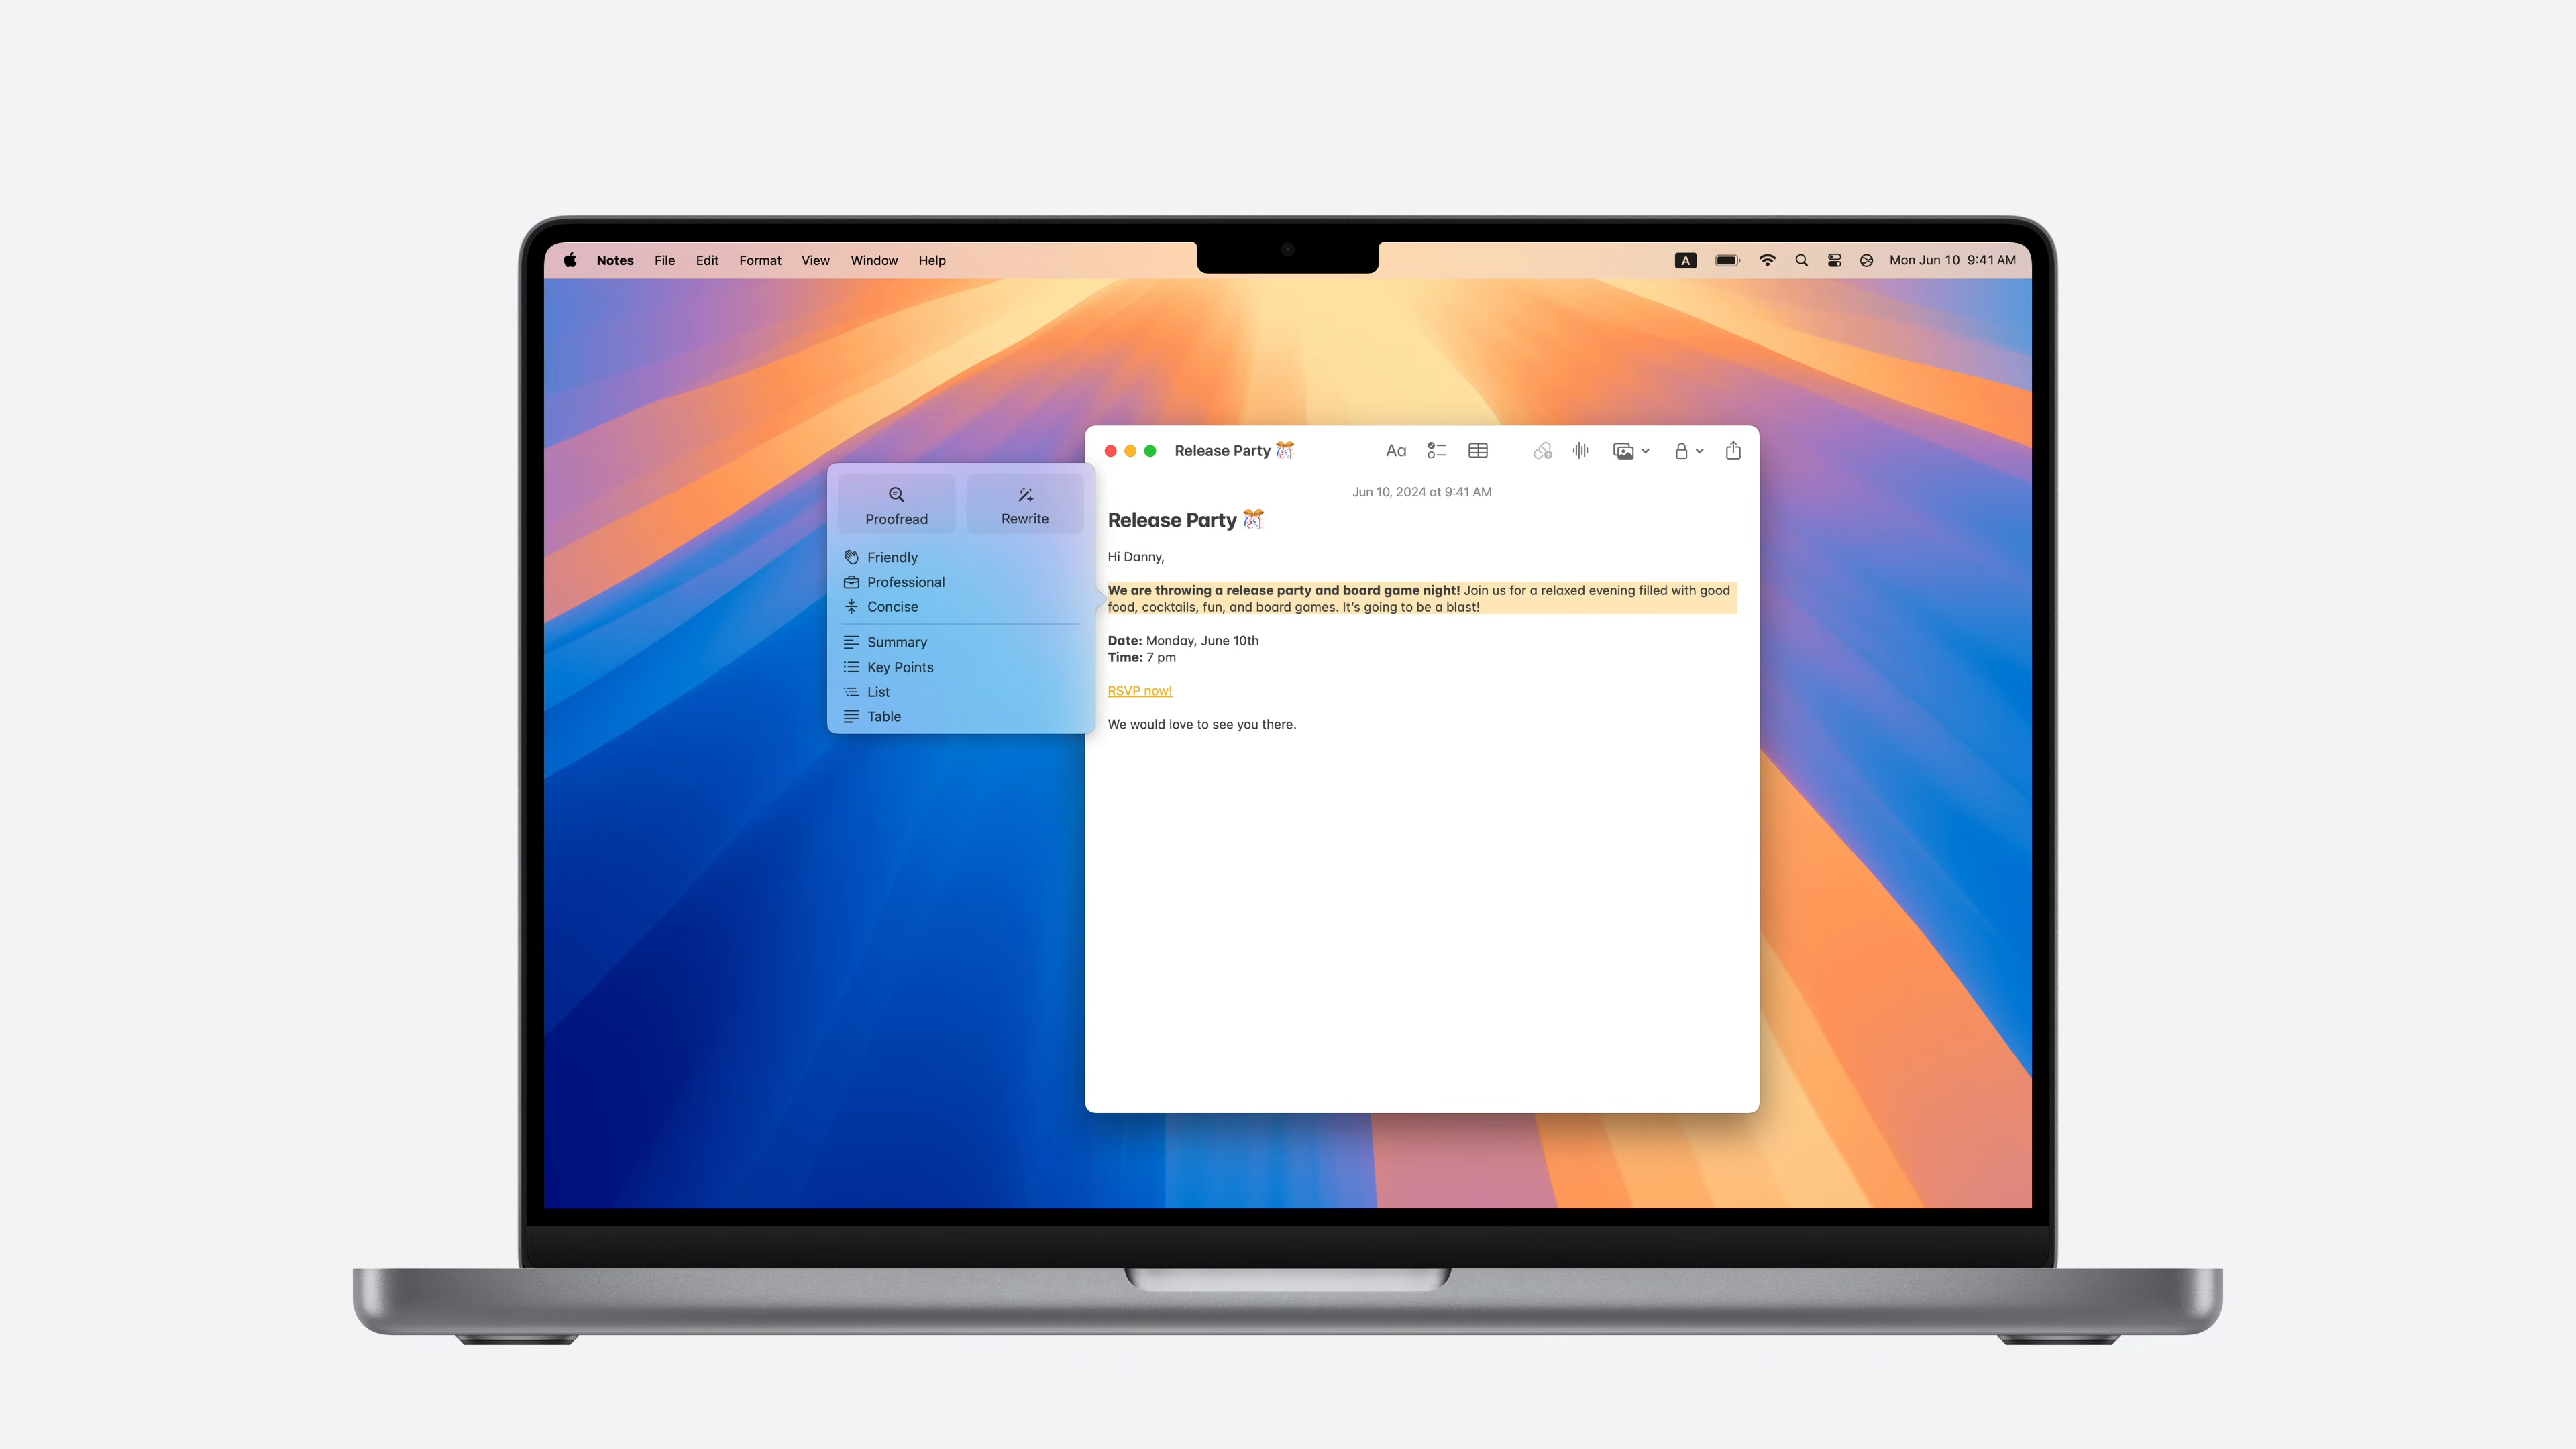 Notes File Edit Format View Window Help
A Mon Jun 10 9:41 AM
Release Party 🎊
Aa
Proofread Rewrite
Friendly
Professional
Concise
Summary
Key Points
List
Table
Jun 10, 2024 at 9:41 AM
Release Party 🎊
Hi Danny,
We are throwing a release party and board game night! Join us for a relaxed evening filled with good
food, cocktails, fun, and board games. It’s going to be a blast!
Date: Monday, June 10th
Time: 7 pm
RSVP now!
We would love to see you there.